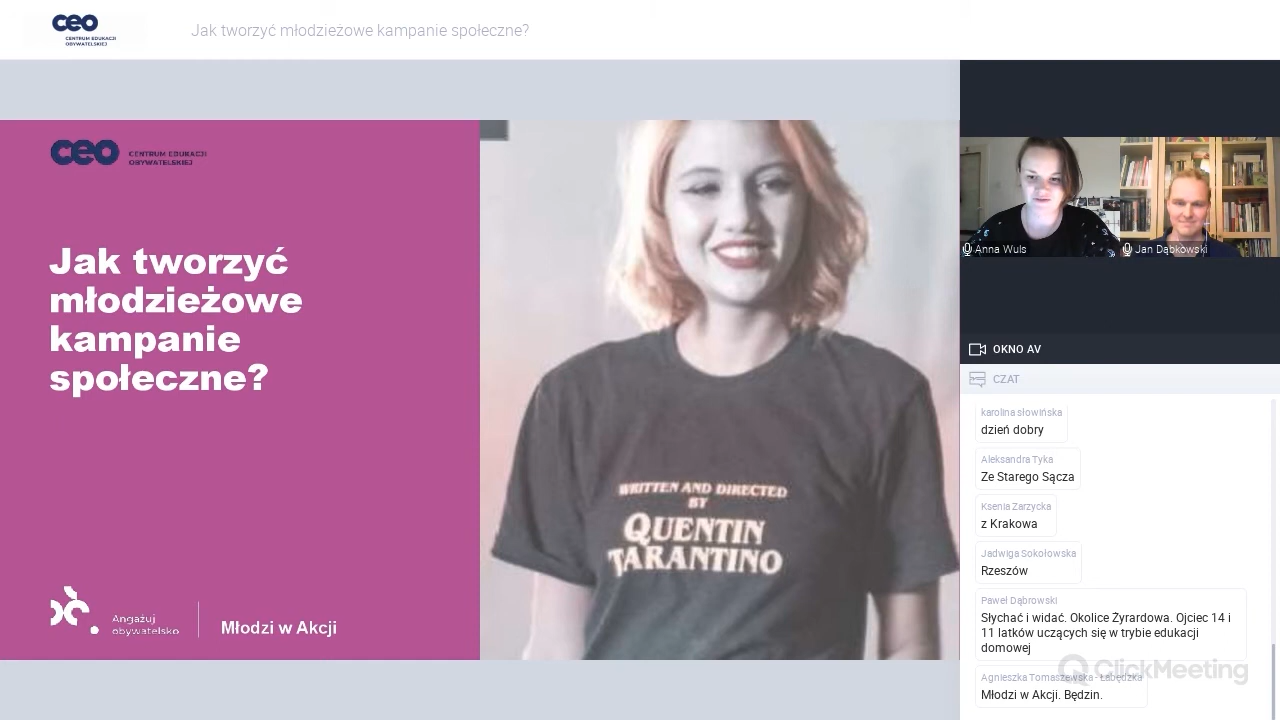 ceo
CENTRUM EDUKACJI
OBYWATELSKIEJ
Jak tworzyć młodzieżowe kampanie społeczne?
ceo
CENTRUM EDUKACJI
OBYWATELSKIEJ
Jak tworzyć
młodzieżowe
kampanie
społeczne?
Angażuj
obywatelsko
Młodzi w Akcji
WRITTEN AND DIRECTED
BY
QUENTIN
TARANTINO
Anna Wuls
Jan Dąbkowski
OKNO AV
CZAT
karolina słowińska
dzień dobry
Aleksandra Tyka
Ze Starego Sącza
Ksenia Zarzycka
z Krakowa
Jadwiga Sokołowska
Rzeszów
Paweł Dąbrowski
Słychać i widać. Okolice Żyrardowa. Ojciec 14 i
11 latków uczących się w trybie edukacji
domowej
ClickMeeting
Agnieszka Tomaszewska - Łabędzka
Młodzi w Akcji. Będzin.